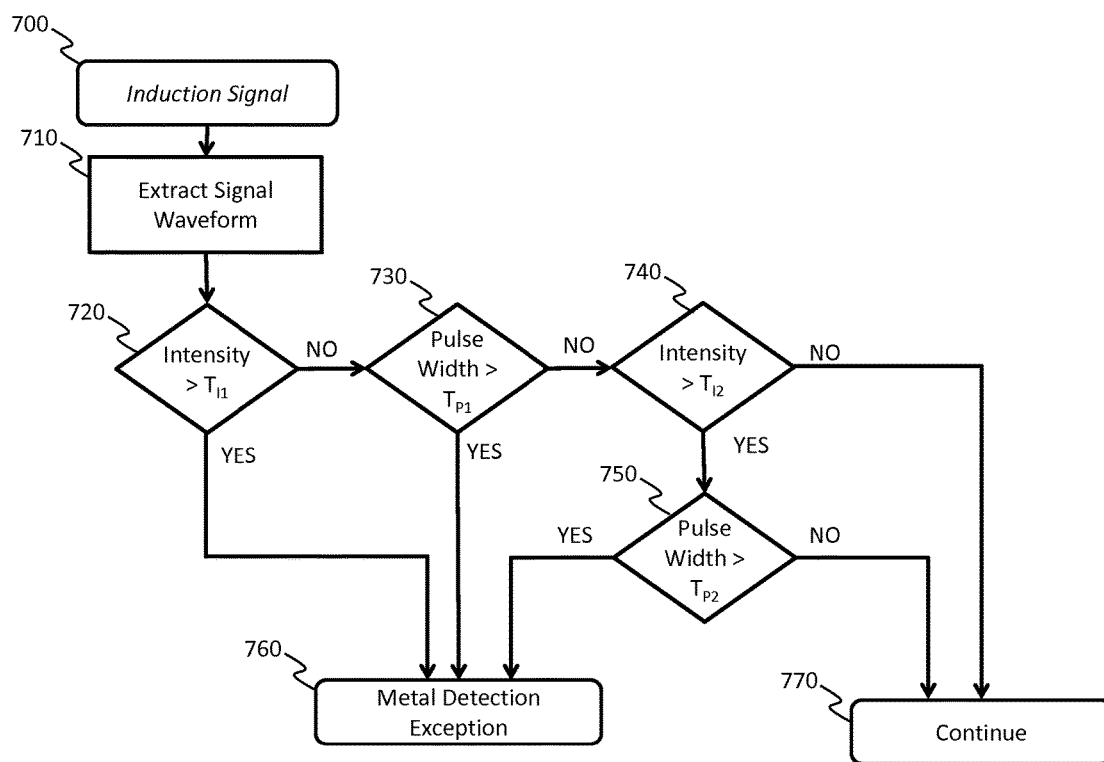 700
Induction Signal
710
Extract Signal
Waveform
720
Intensity
> T_I1
NO
YES
730
Pulse
Width >
T_P1
NO
YES
740
Intensity
> T_I2
NO
YES
750
Pulse
Width >
T_P2
YES
NO
760
Metal Detection
Exception
770
Continue